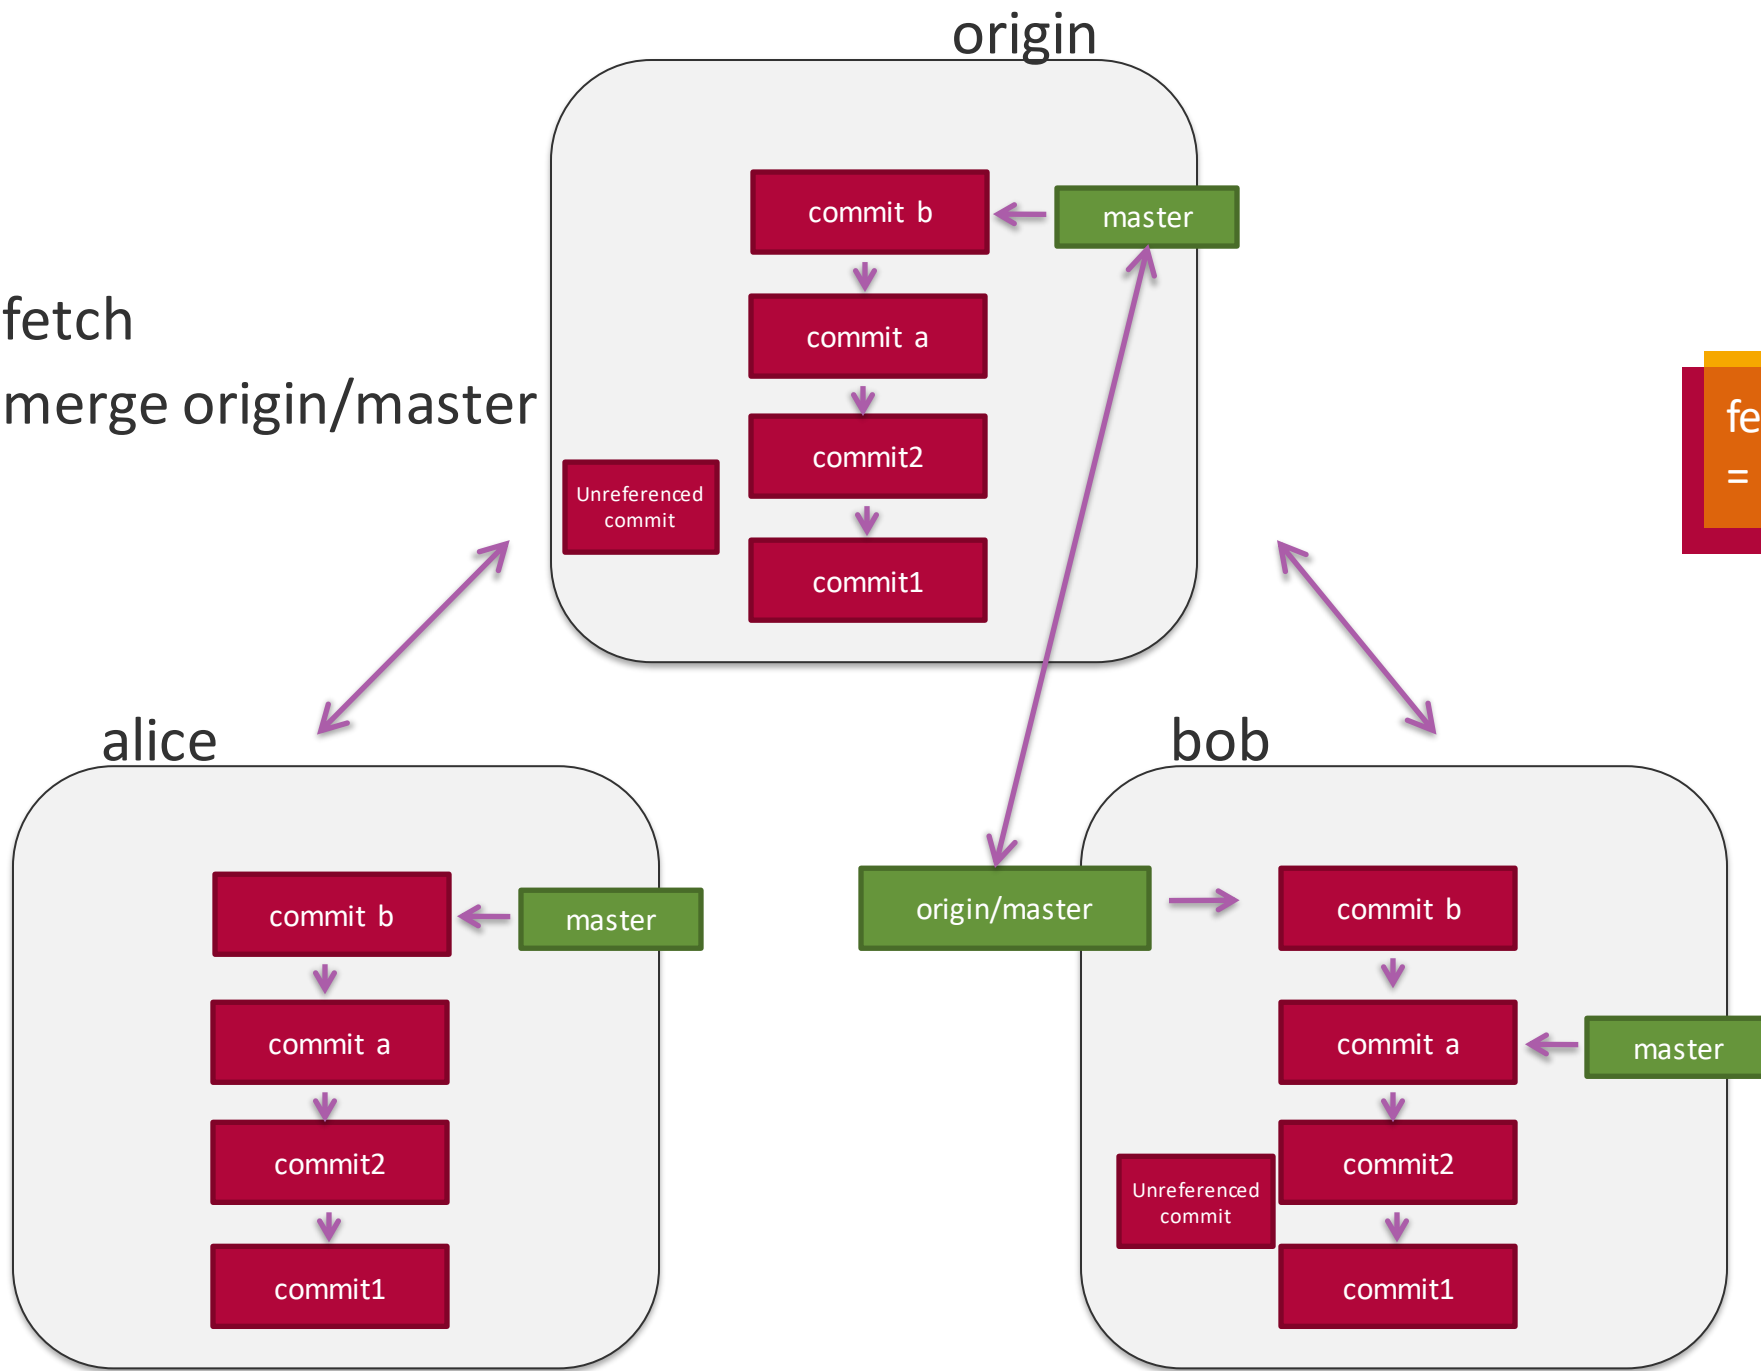 origin
commit b
master
fetch
commit a
merge origin/master
fe
=
commit2
Unreferenced
commit
commit1
alice
bob
commit b
master
commit a
commit2
commit1
origin/master
commit b
commit a
master
commit2
Unreferenced
commit
commit1